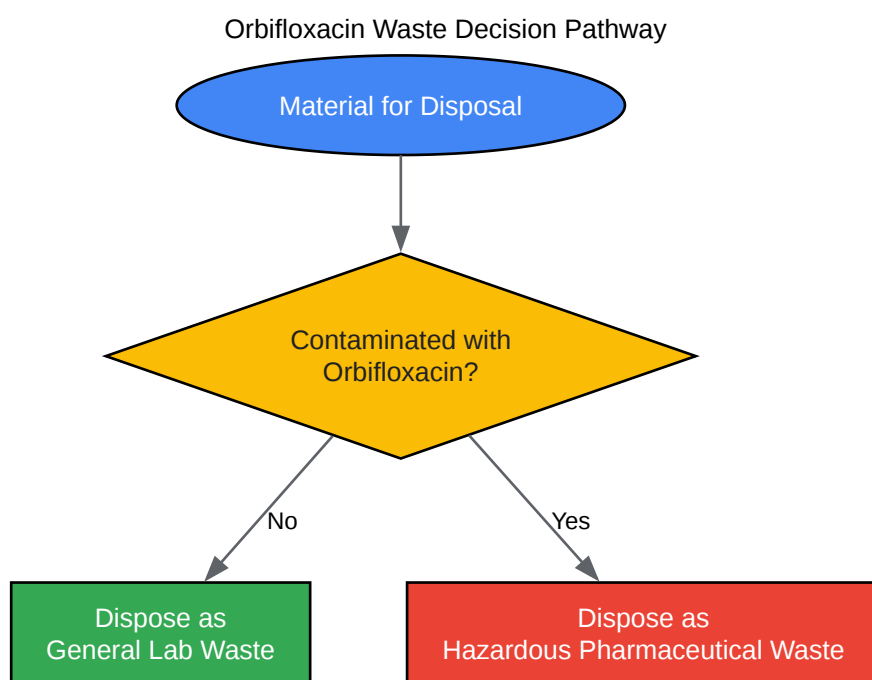 Orbifloxacin Waste Decision Pathway
Material for Disposal
Contaminated with
Orbifloxacin?
No
Yes
Dispose as
General Lab Waste
Dispose as
Hazardous Pharmaceutical Waste